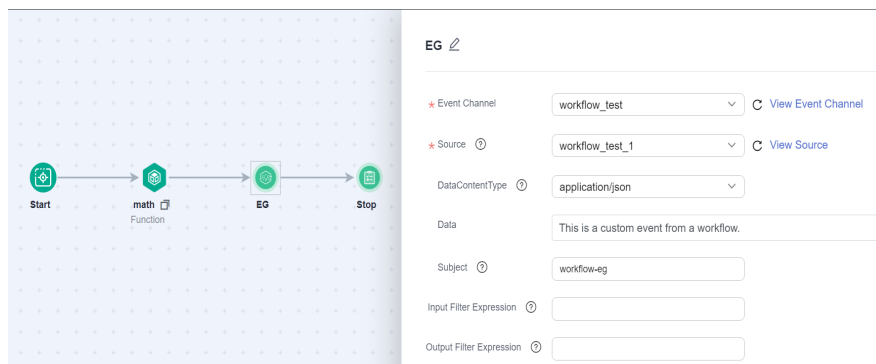 EG
* Event Channel workflow_test View Event Channel
* Source ? workflow_test_1 View Source
DataContentType ? application/json
Data This is a custom event from a workflow.
Subject ? workflow-eg
Input Filter Expression ?
Output Filter Expression ?
Start math EG Stop
Function